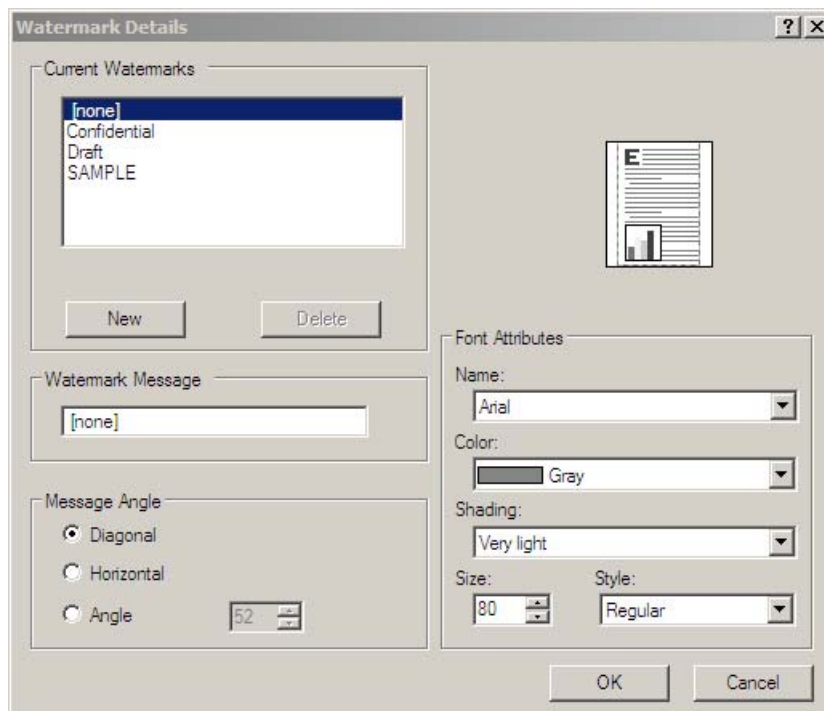 Watermark Details
Current Watermarks
[none]
Confidential
Draft
SAMPLE
New
Delete
Watermark Message
[none]
Message Angle
Diagonal
Horizontal
Angle
52
E
Font Attributes
Name:
Arial
Color:
Gray
Shading:
Very light
Size:
Style:
80
Regular
OK
Cancel